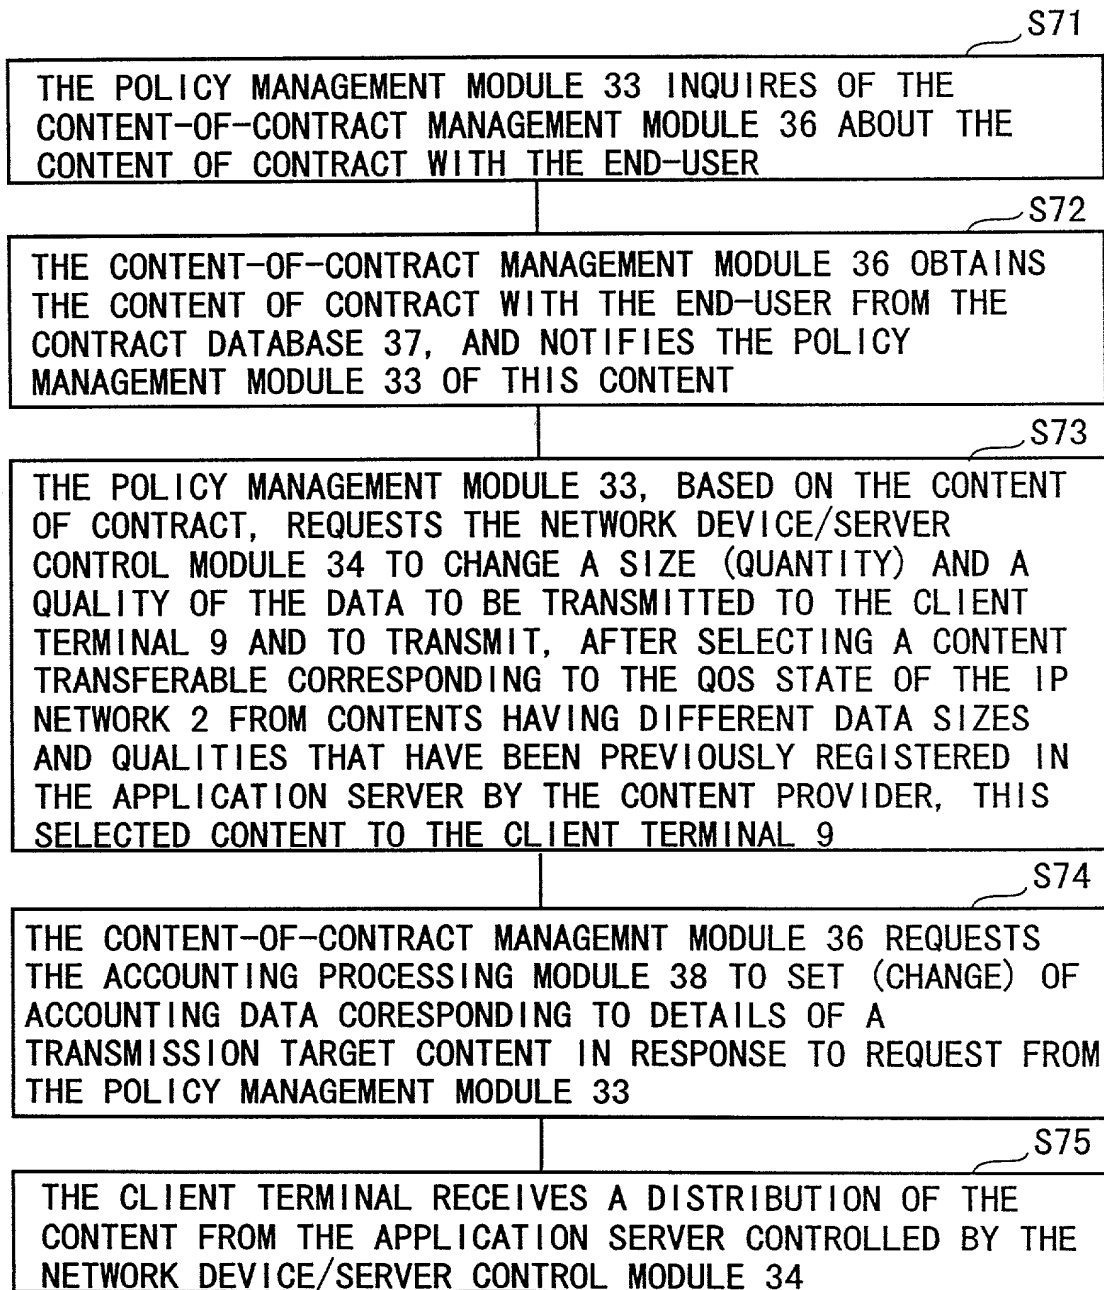 S71
THE POLICY MANAGEMENT MODULE 33 INQUIRES OF THE
CONTENT-OF-CONTRACT MANAGEMENT MODULE 36 ABOUT THE
CONTENT OF CONTRACT WITH THE END-USER
S72
THE CONTENT-OF-CONTRACT MANAGEMENT MODULE 36 OBTAINS
THE CONTENT OF CONTRACT WITH THE END-USER FROM THE
CONTRACT DATABASE 37, AND NOTIFIES THE POLICY
MANAGEMENT MODULE 33 OF THIS CONTENT
S73
THE POLICY MANAGEMENT MODULE 33, BASED ON THE CONTENT
OF CONTRACT, REQUESTS THE NETWORK DEVICE/SERVER
CONTROL MODULE 34 TO CHANGE A SIZE (QUANTITY) AND A
QUALITY OF THE DATA TO BE TRANSMITTED TO THE CLIENT
TERMINAL 9 AND TO TRANSMIT, AFTER SELECTING A CONTENT
TRANSFERABLE CORRESPONDING TO THE QOS STATE OF THE IP
NETWORK 2 FROM CONTENTS HAVING DIFFERENT DATA SIZES
AND QUALITIES THAT HAVE BEEN PREVIOUSLY REGISTERED IN
THE APPLICATION SERVER BY THE CONTENT PROVIDER, THIS
SELECTED CONTENT TO THE CLIENT TERMINAL 9
S74
THE CONTENT-OF-CONTRACT MANAGEMNT MODULE 36 REQUESTS
THE ACCOUNTING PROCESSING MODULE 38 TO SET (CHANGE) OF
ACCOUNTING DATA CORESPONDING TO DETAILS OF A
TRANSMISSION TARGET CONTENT IN RESPONSE TO REQUEST FROM
THE POLICY MANAGEMENT MODULE 33
S75
THE CLIENT TERMINAL RECEIVES A DISTRIBUTION OF THE
CONTENT FROM THE APPLICATION SERVER CONTROLLED BY THE
NETWORK DEVICE/SERVER CONTROL MODULE 34